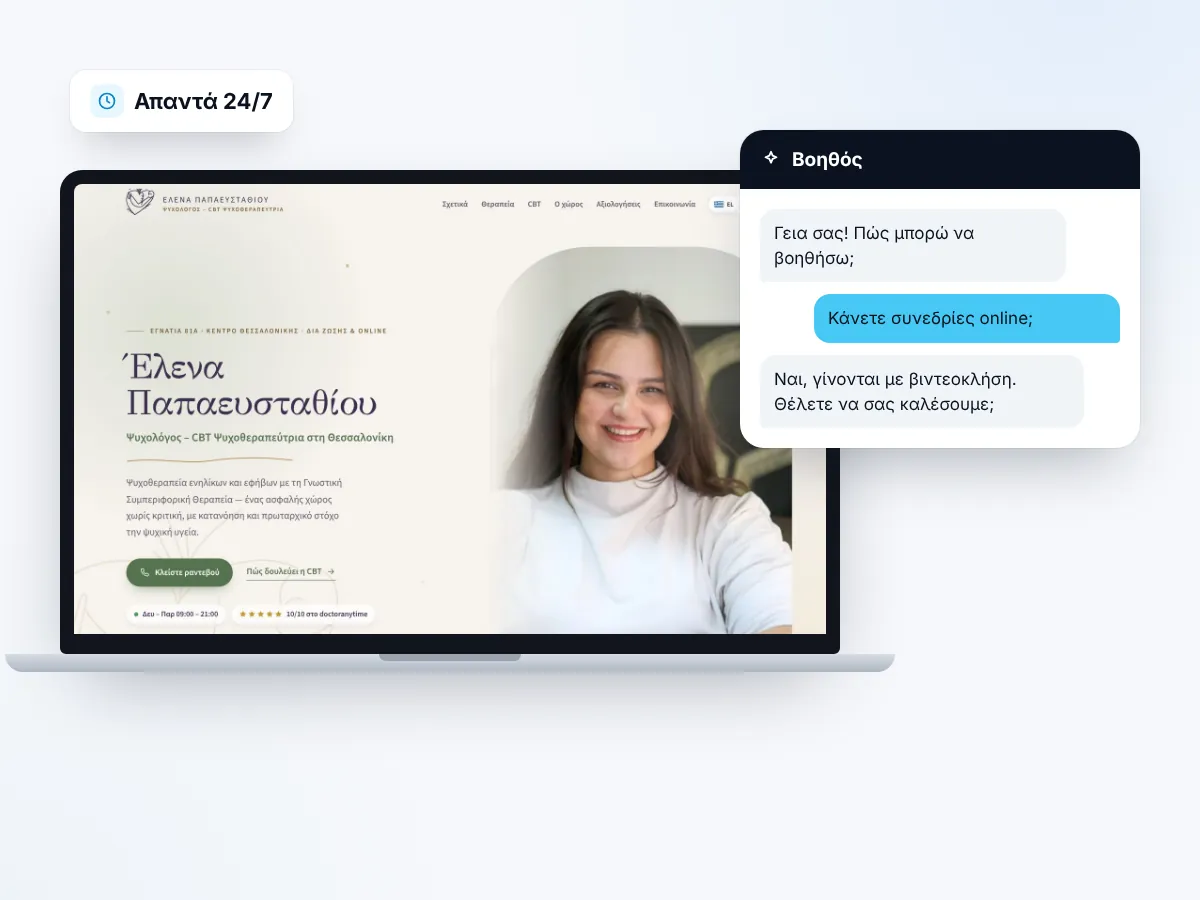 Απαντά 24/7
Βοηθός
Γεια σας! Πώς μπορώ να
βοηθήσω;
Κάνετε συνεδρίες online;
Ναι, γίνονται με βιντεοκλήση.
Θέλετε να σας καλέσουμε;
ΕΛΕΝΑ ΠΑΠΑΕΥΣΤΑΘΙΟΥ
ΨΥΧΟΛΟΓΟΣ – CBT ΨΥΧΟΘΕΡΑΠΕΥΤΡΙΑ
Σχετικά Θεραπεία CBT Ο χώρος Αξιολογήσεις Επικοινωνία EL
ΕΓΝΑΤΙΑ 81Α · ΚΕΝΤΡΟ ΘΕΣΣΑΛΟΝΙΚΗΣ · ΔΙΑ ΖΩΣΗΣ & ONLINE
Έλενα
Παπαευσταθίου
Ψυχολόγος – CBT Ψυχοθεραπεύτρια στη Θεσσαλονίκη
Ψυχοθεραπεία ενηλίκων και εφήβων με τη Γνωστική
Συμπεριφορική Θεραπεία — ένας ασφαλής χώρος
χωρίς κριτική, με κατανόηση και πρωταρχικό στόχο
την ψυχική υγεία.
Κλείστε ραντεβού
Πώς δουλεύει η CBT →
Δευ – Παρ 09:00 – 21:00
★★★★★ 10/10 στο doctoranytime